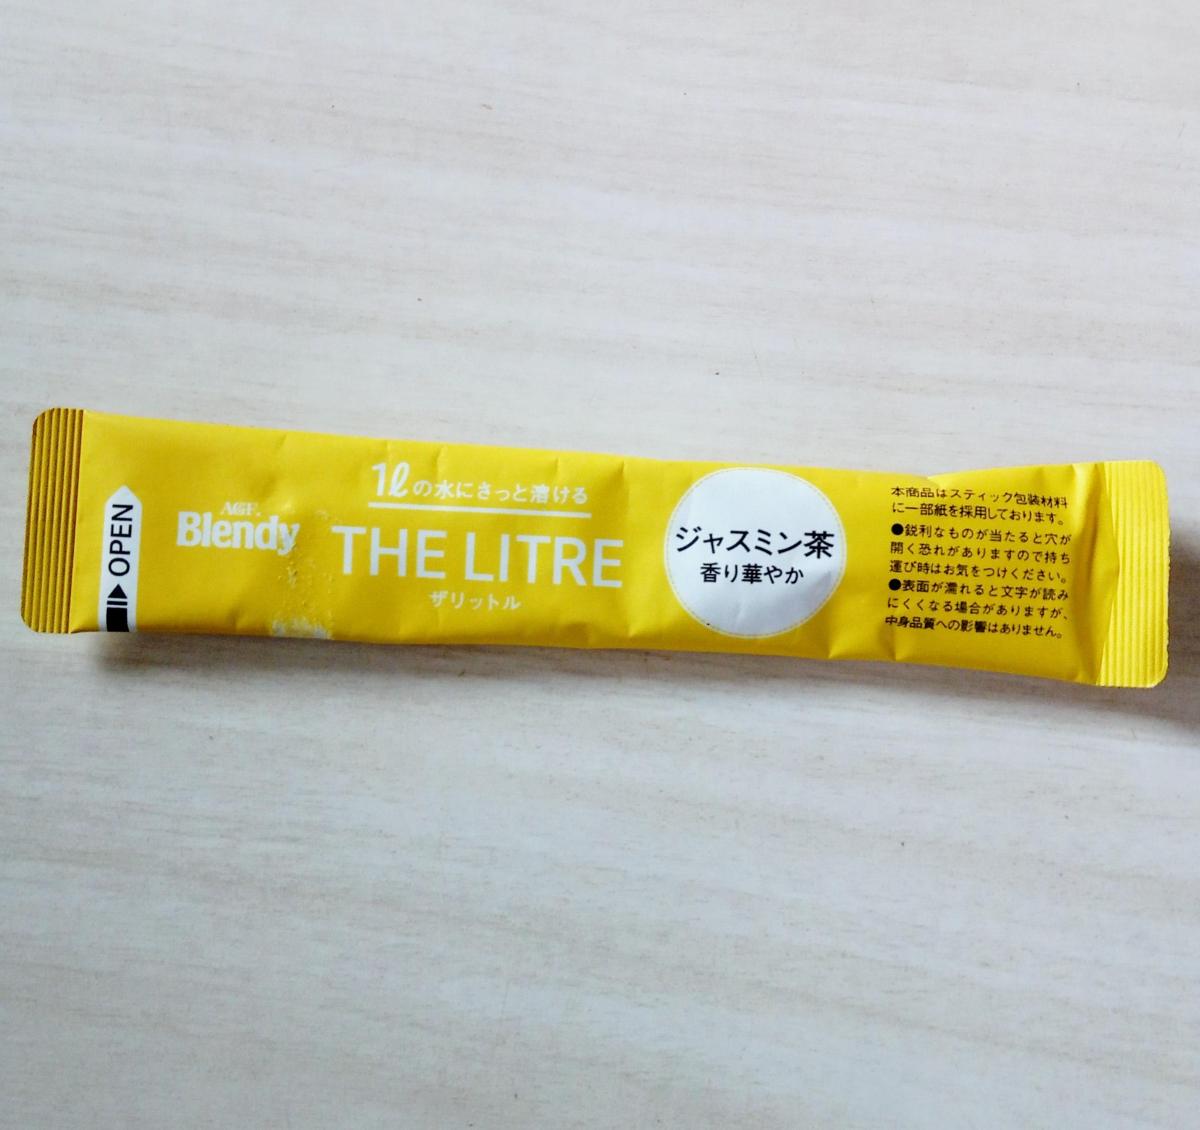 OPEN
AGF.
Blendy
1ℓの水にさっと溶ける
THE LITRE
ザリットル
ジャスミン茶
香り華やか
本商品はスティック包装材料
に一部紙を採用しております。
●鋭利なものが当たると穴が
開く恐れがありますので持ち
運び時はお気をつけください。
●表面が濡れると文字が読み
にくくなる場合がありますが、
中身品質への影響はありません。